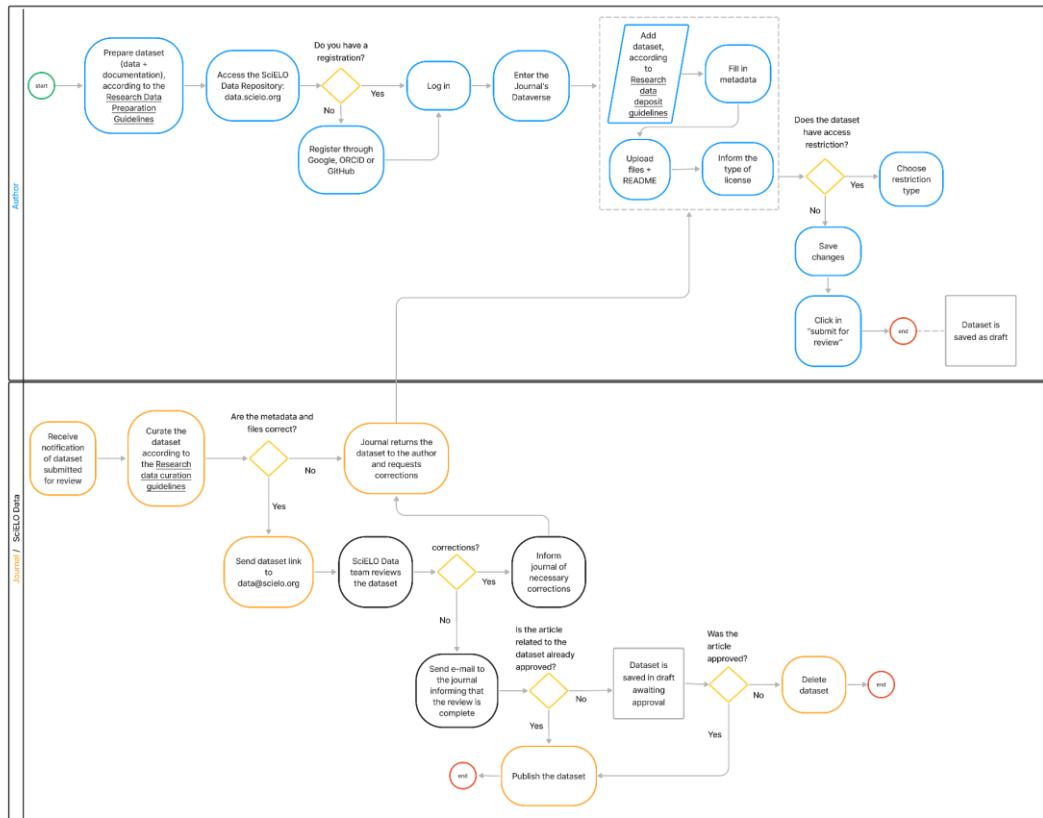 Author
start
Prepare dataset
(data +
documentation),
according to the
Research Data
Preparation
Guidelines
Access the SciELO
Data Repository:
data.scielo.org
Do you have a
registration?
Yes
No
Register through
Google, ORCID or
GitHub
Log in
Enter the
Journal's
Dataverse
Add
dataset,
according
to
Research
data
deposit
guidelines
Fill in
metadata
Upload
files +
README
Inform the
type of
license
Does the dataset
have access
restriction?
Yes
Choose
restriction
type
No
Save
changes
Click in
"submit for
review"
end
Dataset is
saved as draft
Journal / SciELO Data
Receive
notification
of dataset
submitted
for review
Curate the
dataset
according to
the Research
data curation
guidelines
Are the metadata and
files correct?
No
Journal returns the
dataset to the author
and requests
corrections
Yes
Send dataset link
to
data@scielo.org
SciELO Data
team reviews
the dataset
corrections?
Yes
Inform
journal of
necessary
corrections
No
Send e-mail to
the journal
informing that
the review is
complete
Is the article
related to the
dataset already
approved?
No
Dataset is
saved in draft
awaiting
approval
Was the
article
approved?
No
Delete
dataset
end
Yes
Yes
Publish the dataset
end